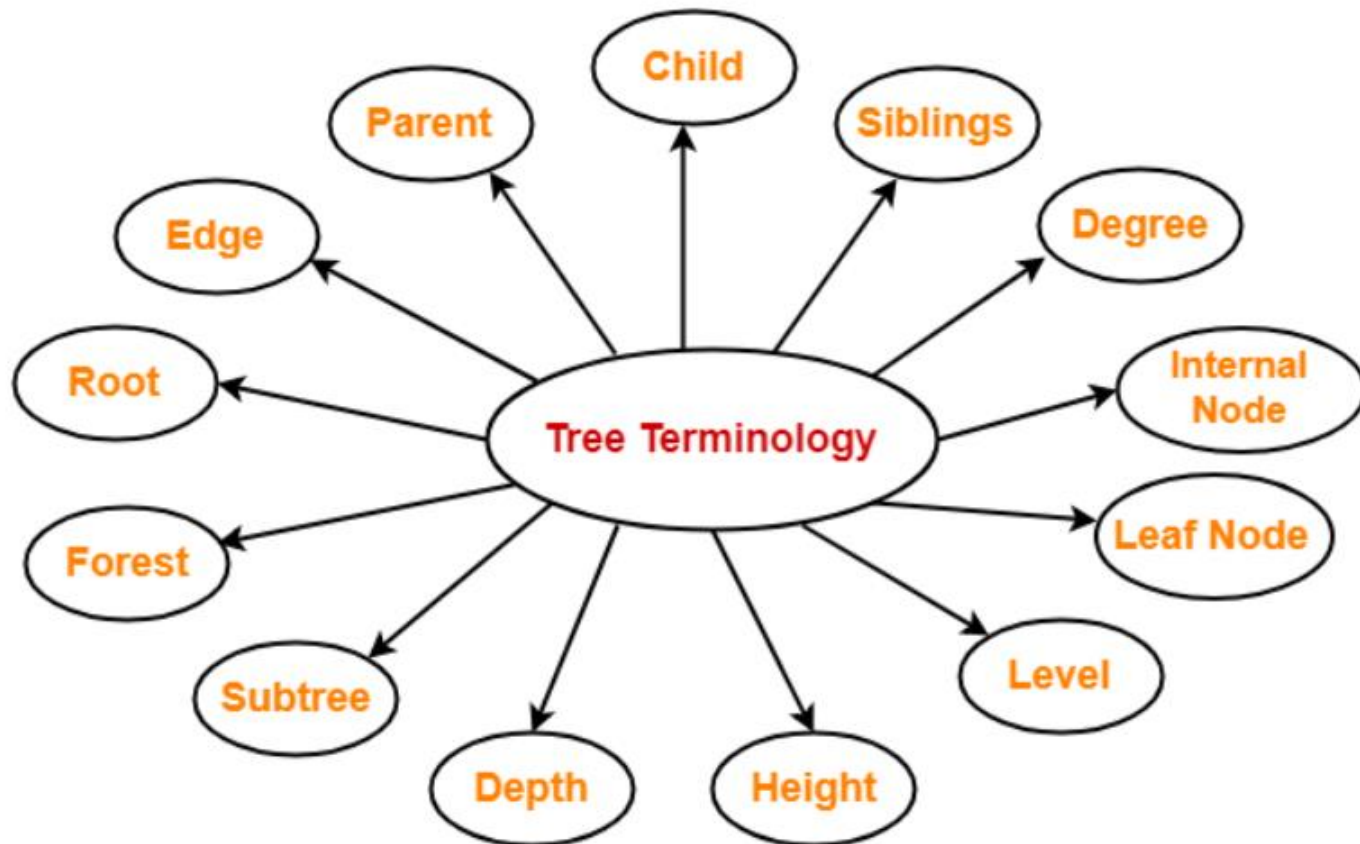 Child
Parent
Siblings
Edge
Degree
Root
Internal
Node
Tree Terminology
Leaf Node
Forest
Level
Subtree
Depth
Height